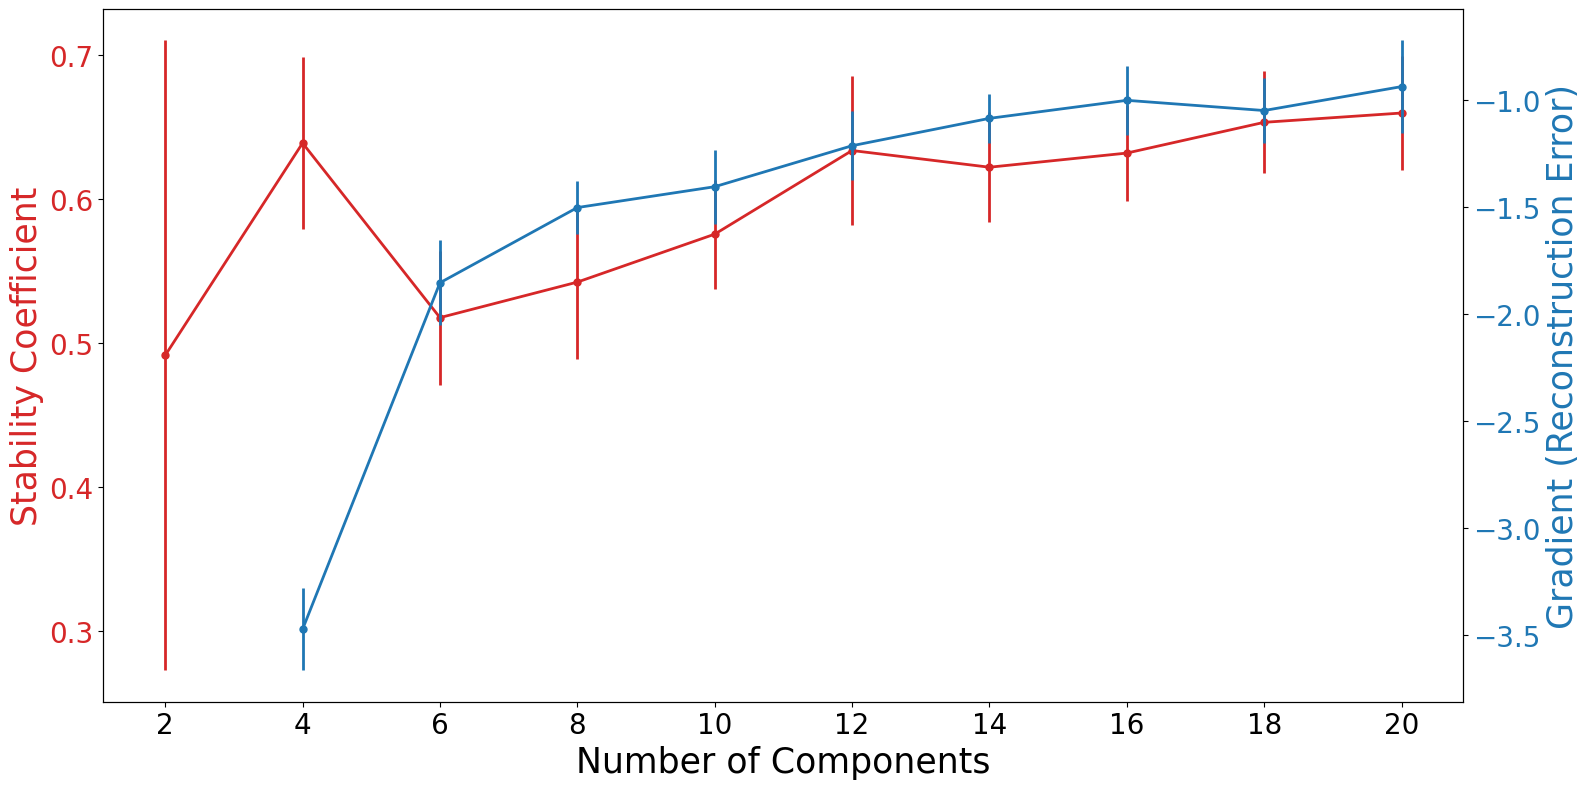 Stability Coefficient
0.7
0.6
0.5
0.4
0.3
−1.0
−1.5
−2.0
−2.5
−3.0
−3.5
Gradient (Reconstruction Error)
2 4 6 8 10 12 14 16 18 20
Number of Components